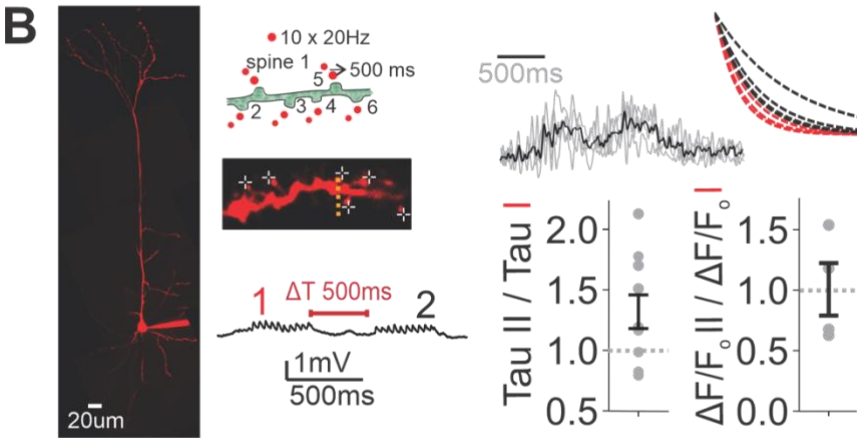 B
10 x 20Hz
spine 1
5 → 500 ms
2 3 4 6
20um
1 ΔT 500ms 2
1mV
500ms
500ms
Tau II / Tau I
2.0
1.5
1.0
0.5
ΔF/F₀ II / ΔF/F₀ I
1.5
1.0
0.5
0.0